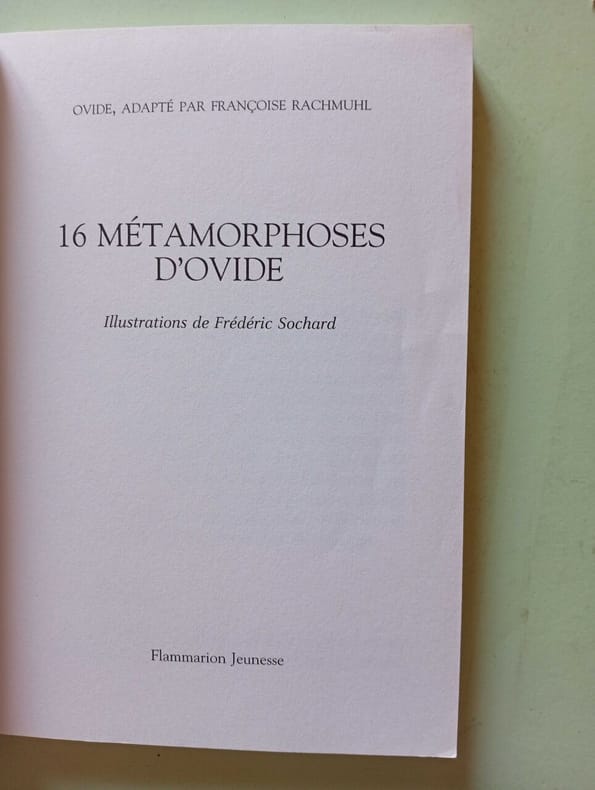 OVIDE, ADAPTÉ PAR FRANÇOISE RACHMUHL
16 MÉTAMORPHOSES
D'OVIDE
Illustrations de Frédéric Sochard
Flammarion Jeunesse